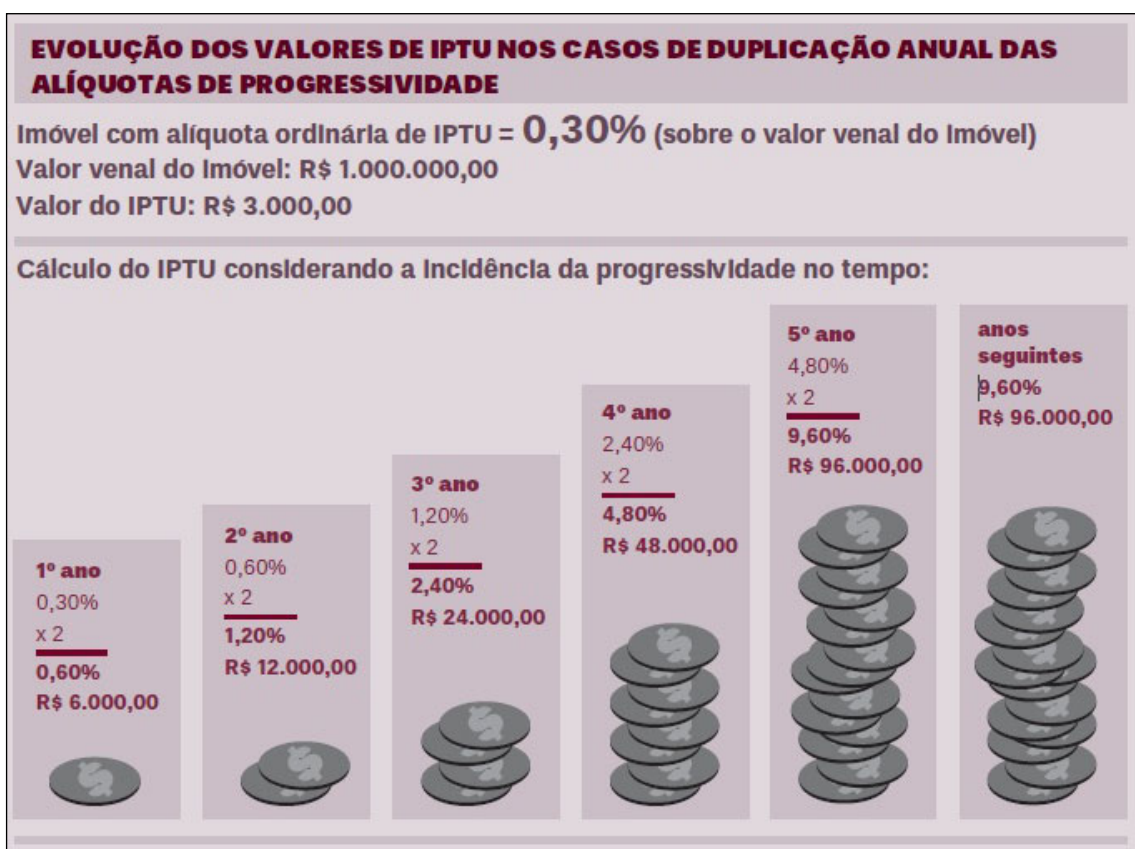 EVOLUÇÃO DOS VALORES DE IPTU NOS CASOS DE DUPLICAÇÃO ANUAL DAS
ALÍQUOTAS DE PROGRESSIVIDADE
Imóvel com alíquota ordinária de IPTU = 0,30% (sobre o valor venal do imóvel)
Valor venal do imóvel: R$ 1.000.000,00
Valor do IPTU: R$ 3.000,00
Cálculo do IPTU considerando a incidência da progressividade no tempo:
1º ano
0,30%
x 2
0,60%
R$ 6.000,00
2º ano
0,60%
x 2
1,20%
R$ 12.000,00
3º ano
1,20%
x 2
2,40%
R$ 24.000,00
4º ano
2,40%
x 2
4,80%
R$ 48.000,00
5º ano
4,80%
x 2
9,60%
R$ 96.000,00
anos
seguintes
9,60%
R$ 96.000,00